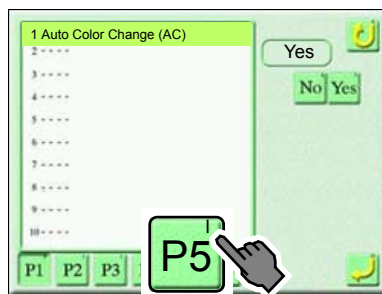 1 Auto Color Change (AC)
2 ----
3 ----
4 ----
5 ----
6 ----
7 ----
8 ----
9 ----
10 ----
Yes
No Yes
P1 P2 P3
P5